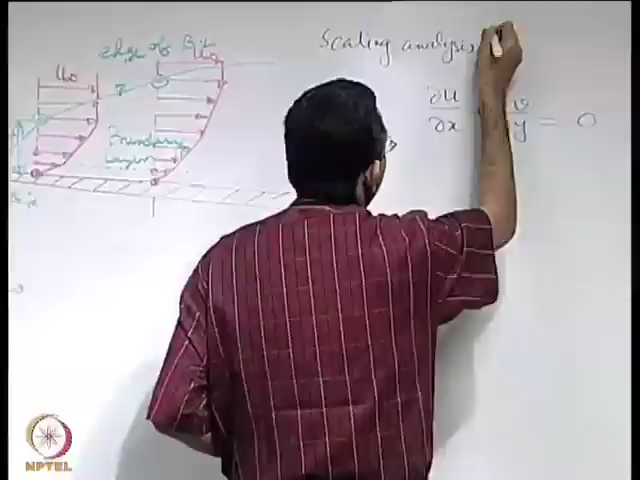 edge of B.L.
Scaling analysis
u∞
u∞
∂u
∂x
v
y
= 0
Boundary
layer
NPTEL